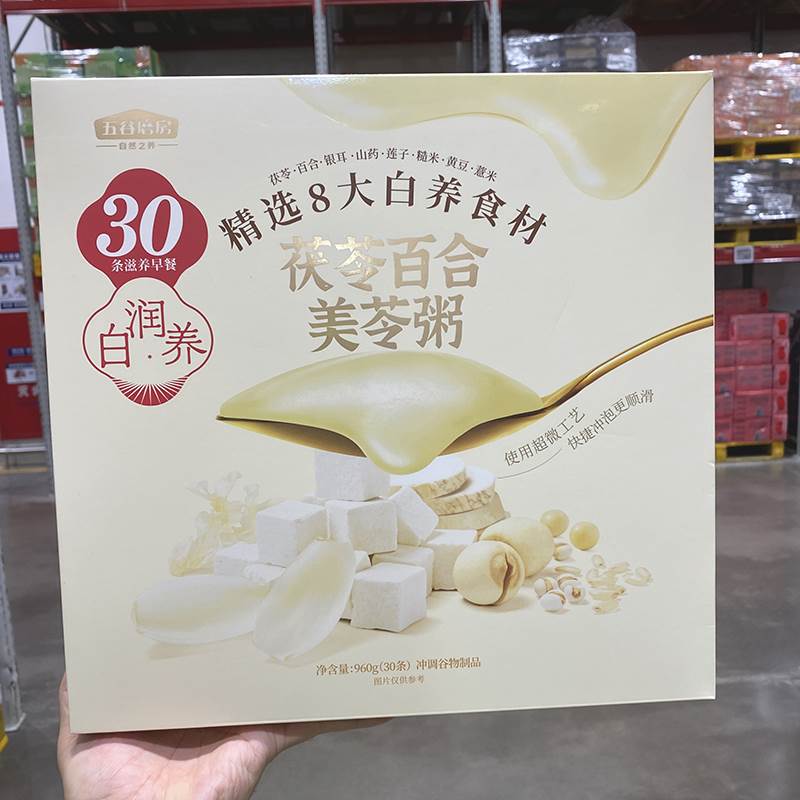 五谷磨房
自然之养
茯苓·百合·银耳·山药·莲子·糙米·黄豆·薏米
精选8大白养食材
30
条滋养早餐
茯苓百合
美苓粥
白·润·养
使用超微工艺
快捷冲泡更顺滑
净含量:960g(30条) 冲调谷物制品
图片仅供参考